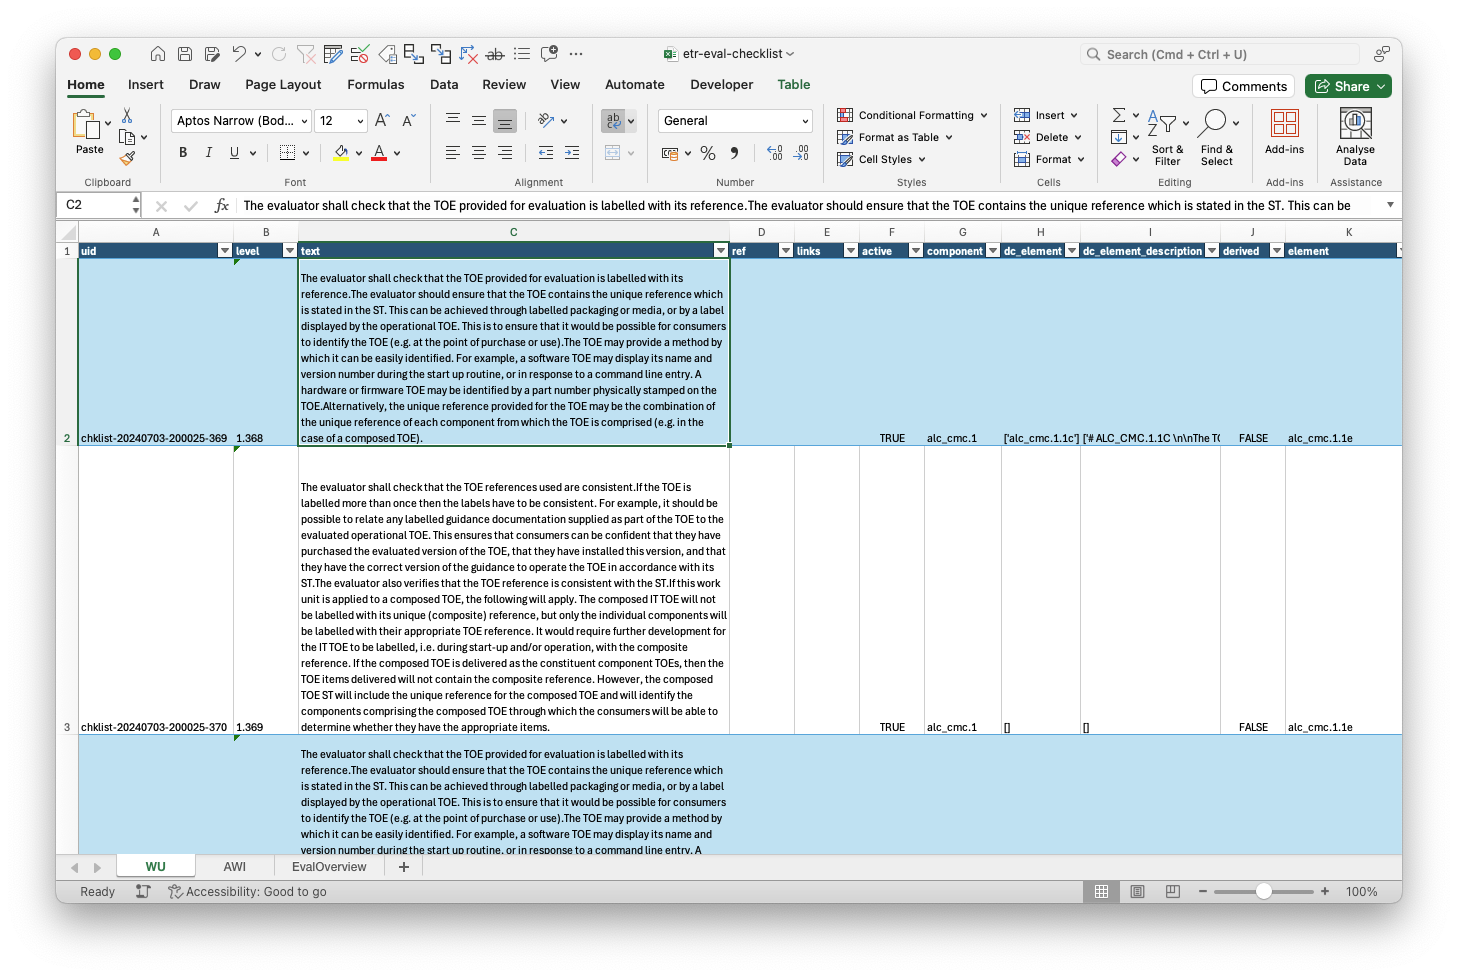 etr-eval-checklist
Search (Cmd + Ctrl + U)
Home Insert Draw Page Layout Formulas Data Review View Automate Developer Table
Comments Share
Paste
Clipboard
Aptos Narrow (Bod... 12
B I U
Font
Alignment
General
Number
Conditional Formatting
Format as Table
Cell Styles
Styles
Insert
Delete
Format
Cells
Sort & Filter
Find & Select
Editing
Add-ins
Add-ins
Analyse Data
Assistance
C2 fx The evaluator shall check that the TOE provided for evaluation is labelled with its reference.The evaluator should ensure that the TOE contains the unique reference which is stated in the ST. This can be
A B C D E F G H I J K
1 uid level text ref links active component dc_element dc_element_description derived element
The evaluator shall check that the TOE provided for evaluation is labelled with its
reference.The evaluator should ensure that the TOE contains the unique reference which
is stated in the ST. This can be achieved through labelled packaging or media, or by a label
displayed by the operational TOE. This is to ensure that it would be possible for consumers
to identify the TOE (e.g. at the point of purchase or use).The TOE may provide a method by
which it can be easily identified. For example, a software TOE may display its name and
version number during the start up routine, or in response to a command line entry. A
hardware or firmware TOE may be identified by a part number physically stamped on the
TOE.Alternatively, the unique reference provided for the TOE may be the combination of
the unique reference of each component from which the TOE is comprised (e.g. in the
case of a composed TOE).
2 chklist-20240703-200025-369 1.368 TRUE alc_cmc.1 ['alc_cmc.1.1c'] ['# ALC_CMC.1.1C \n\nThe TC FALSE alc_cmc.1.1e
The evaluator shall check that the TOE references used are consistent.If the TOE is
labelled more than once then the labels have to be consistent. For example, it should be
possible to relate any labelled guidance documentation supplied as part of the TOE to the
evaluated operational TOE. This ensures that consumers can be confident that they have
purchased the evaluated version of the TOE, that they have installed this version, and that
they have the correct version of the guidance to operate the TOE in accordance with its
ST.The evaluator also verifies that the TOE reference is consistent with the ST.If this work
unit is applied to a composed TOE, the following will apply. The composed IT TOE will not
be labelled with its unique (composite) reference, but only the individual components will
be labelled with their appropriate TOE reference. It would require further development for
the IT TOE to be labelled, i.e. during start-up and/or operation, with the composite
reference. If the composed TOE is delivered as the constituent component TOEs, then the
TOE items delivered will not contain the composite reference. However, the composed
TOE ST will include the unique reference for the composed TOE and will identify the
components comprising the composed TOE through which the consumers will be able to
determine whether they have the appropriate items.
3 chklist-20240703-200025-370 1.369 TRUE alc_cmc.1 [] [] FALSE alc_cmc.1.1e
The evaluator shall check that the TOE provided for evaluation is labelled with its
reference.The evaluator should ensure that the TOE contains the unique reference which
is stated in the ST. This can be achieved through labelled packaging or media, or by a label
displayed by the operational TOE. This is to ensure that it would be possible for consumers
to identify the TOE (e.g. at the point of purchase or use).The TOE may provide a method by
which it can be easily identified. For example, a software TOE may display its name and
version number during the start up routine, or in response to a command line entry. A
WU AWI EvalOverview
Ready Accessibility: Good to go 100%